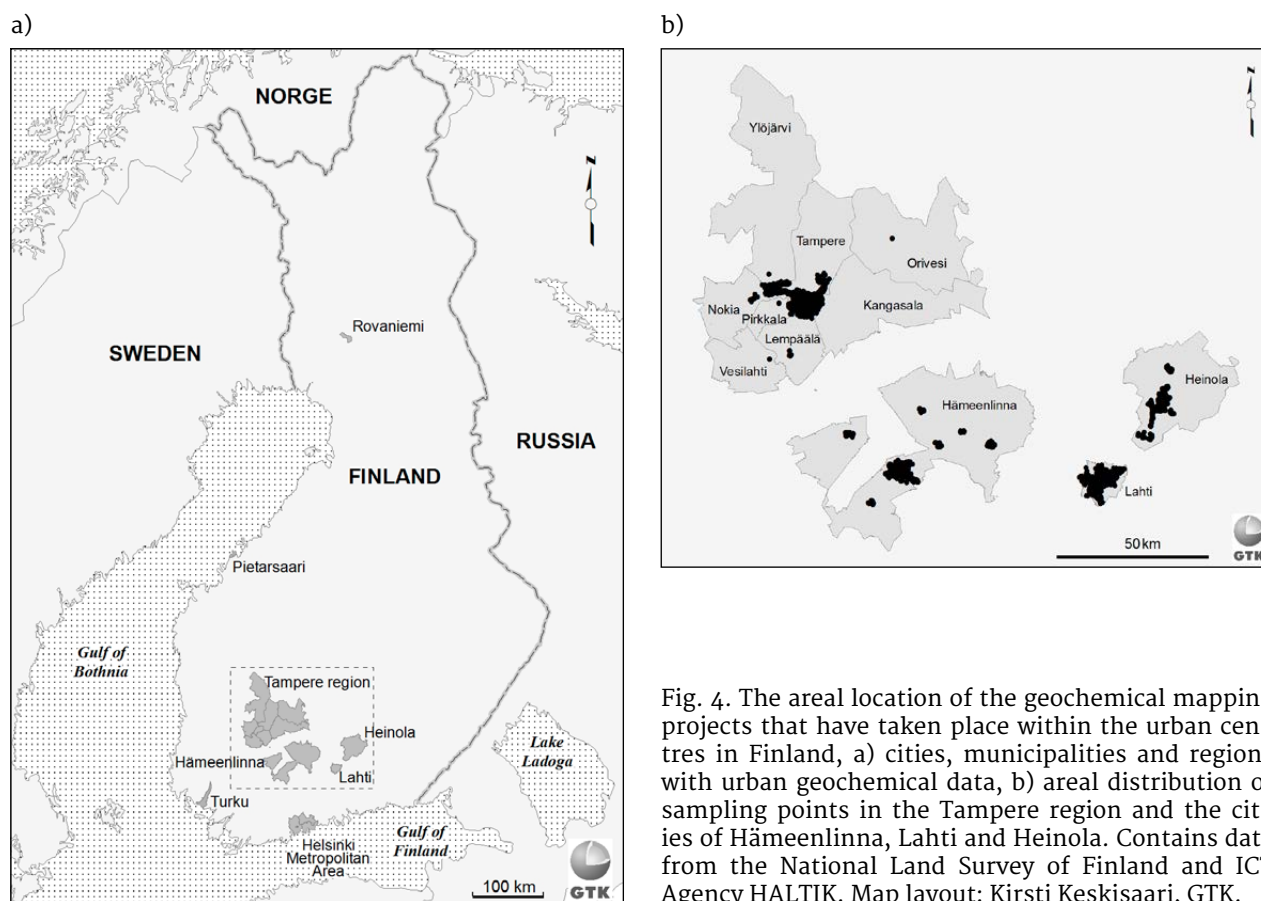 a)
NORGE
N
Rovaniemi
SWEDEN
RUSSIA
FINLAND
Pietarsaari
Gulf of
Bothnia
Tampere region
Heinola
Hämeenlinna
Lahti
Lake
Ladoga
Turku
Gulf of
Finland
Helsinki
Metropolitan
Area
100 km
GTK
b)
N
Ylöjärvi
Tampere
Orivesi
Nokia
Kangasala
Pirkkala
Lempäälä
Vesilahti
Heinola
Hämeenlinna
Lahti
50 km
GTK
Fig. 4. The areal location of the geochemical mappin
projects that have taken place within the urban cen
tres in Finland, a) cities, municipalities and region
with urban geochemical data, b) areal distribution o
sampling points in the Tampere region and the cit
ies of Hämeenlinna, Lahti and Heinola. Contains dat
from the National Land Survey of Finland and ICT
Agency HALTIK. Map layout: Kirsti Keskisaari, GTK.